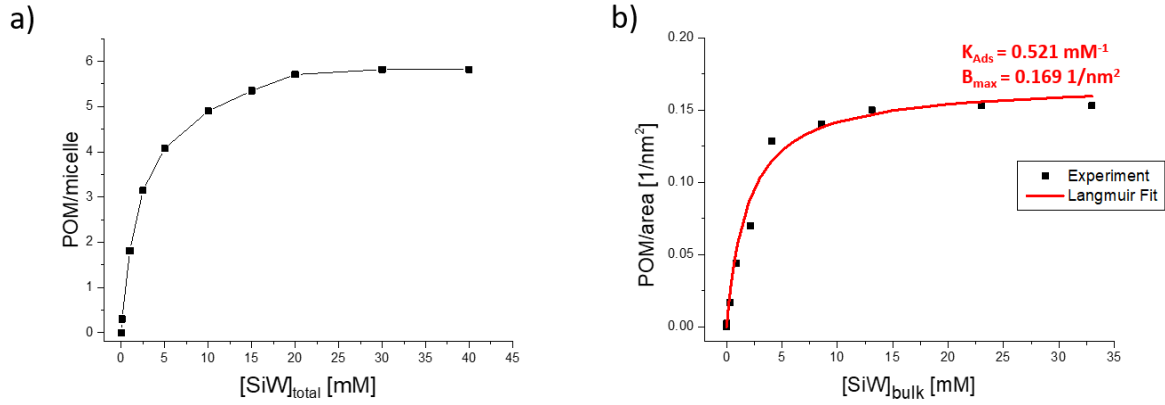 a)
POM/micelle
6
5
4
3
2
1
0
0 5 10 15 20 25 30 35 40 45
[SiW]total [mM]
b)
POM/area [1/nm²]
0.20
0.15
0.10
0.05
0.00
0 5 10 15 20 25 30 35
[SiW]bulk [mM]
KAds = 0.521 mM⁻¹
Bmax = 0.169 1/nm²
Experiment
Langmuir Fit